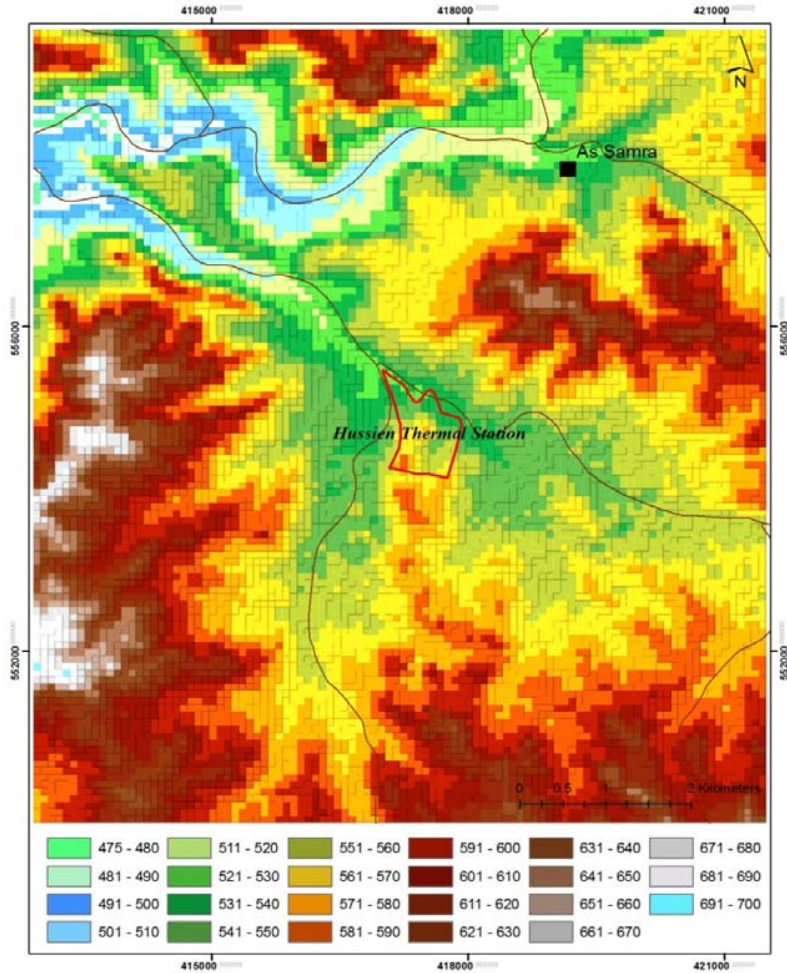 415000 418000 421000
N
As Samra
556000 556000
Hussien Thermal Station
552000 552000
0 0.5 1 2 Kilometers
475 - 480 511 - 520 551 - 560 591 - 600 631 - 640 671 - 680
481 - 490 521 - 530 561 - 570 601 - 610 641 - 650 681 - 690
491 - 500 531 - 540 571 - 580 611 - 620 651 - 660 691 - 700
501 - 510 541 - 550 581 - 590 621 - 630 661 - 670
415000 418000 421000